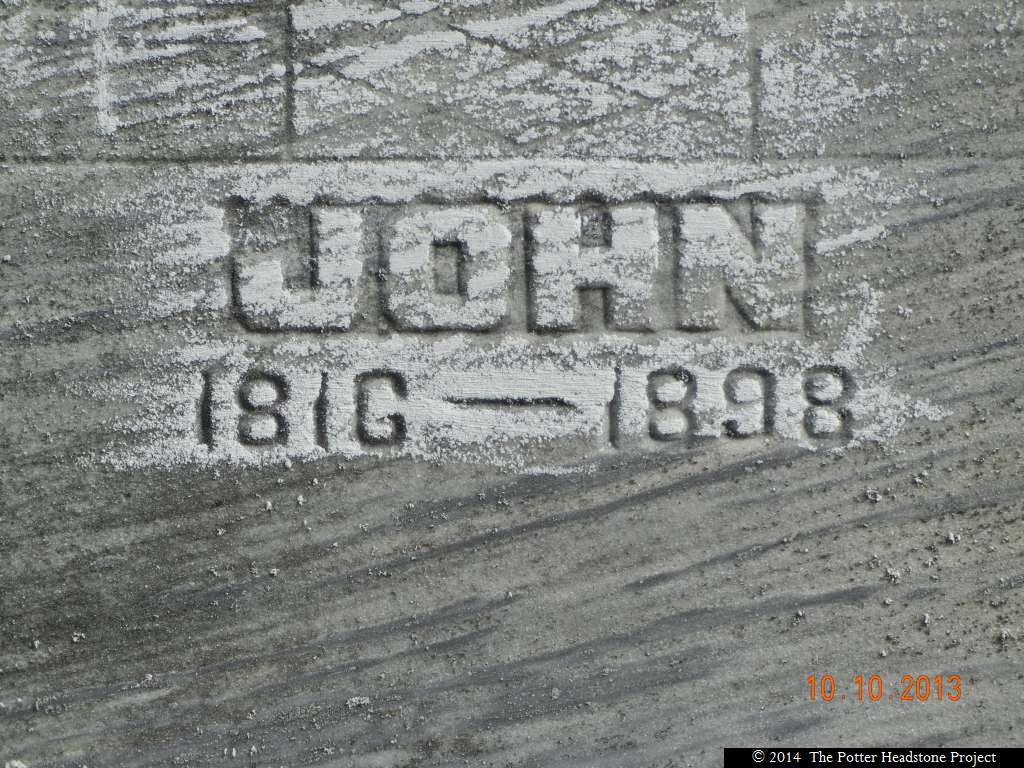 JOHN
1816 — 1898
10.10.2013
© 2014 The Potter Headstone Project